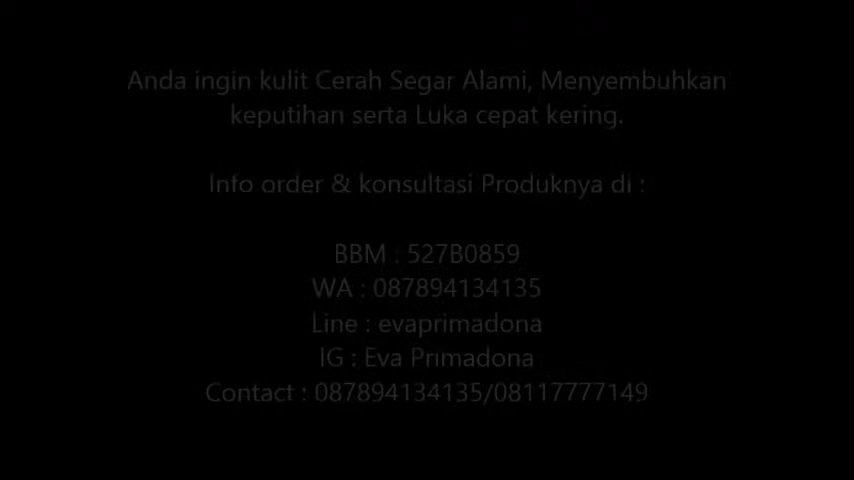 Anda ingin kulit Cerah Segar Alami, Menyembuhkan
keputihan serta Luka cepat kering.
Info order & konsultasi Produknya di :
BBM : 527B0859
WA : 087894134135
Line : evaprimadona
IG : Eva Primadona
Contact : 087894134135/08117777149